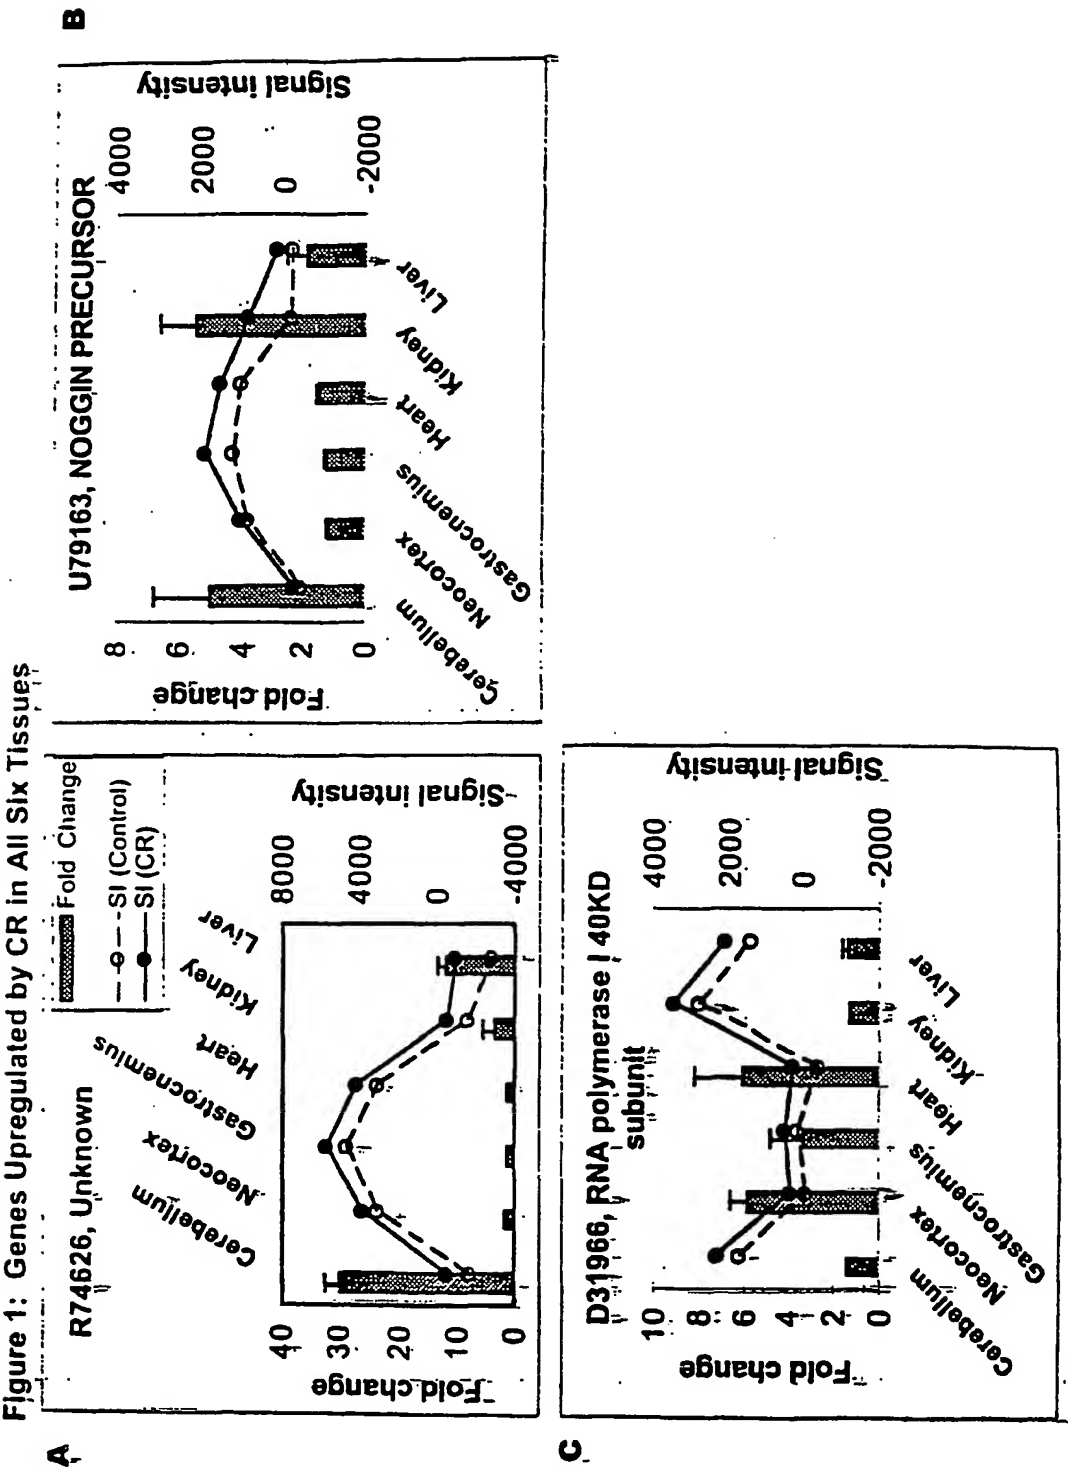 Figure 1: Genes Upregulated by CR in All Six Tissues
A
R74626, Unknown
Fold Change
SI (Control)
SI (CR)
Cerebellum
Neocortex
Gastrocnemius
Heart
Kidney
Liver
40
30
20
10
0
Fold change
8000
4000
0
-4000
Signal intensity
B
U79163, NOGGIN PRECURSOR
8
6
4
2
0
Fold change
4000
2000
0
-2000
Signal intensity
Cerebellum
Neocortex
Gastrocnemius
Heart
Kidney
Liver
C
D31966, RNA polymerase I 40KD
subunit
10
8
6
4
2
0
Fold change
4000
2000
0
-2000
Signal intensity
Cerebellum
Neocortex
Gastrocnemius
Heart
Kidney
Liver